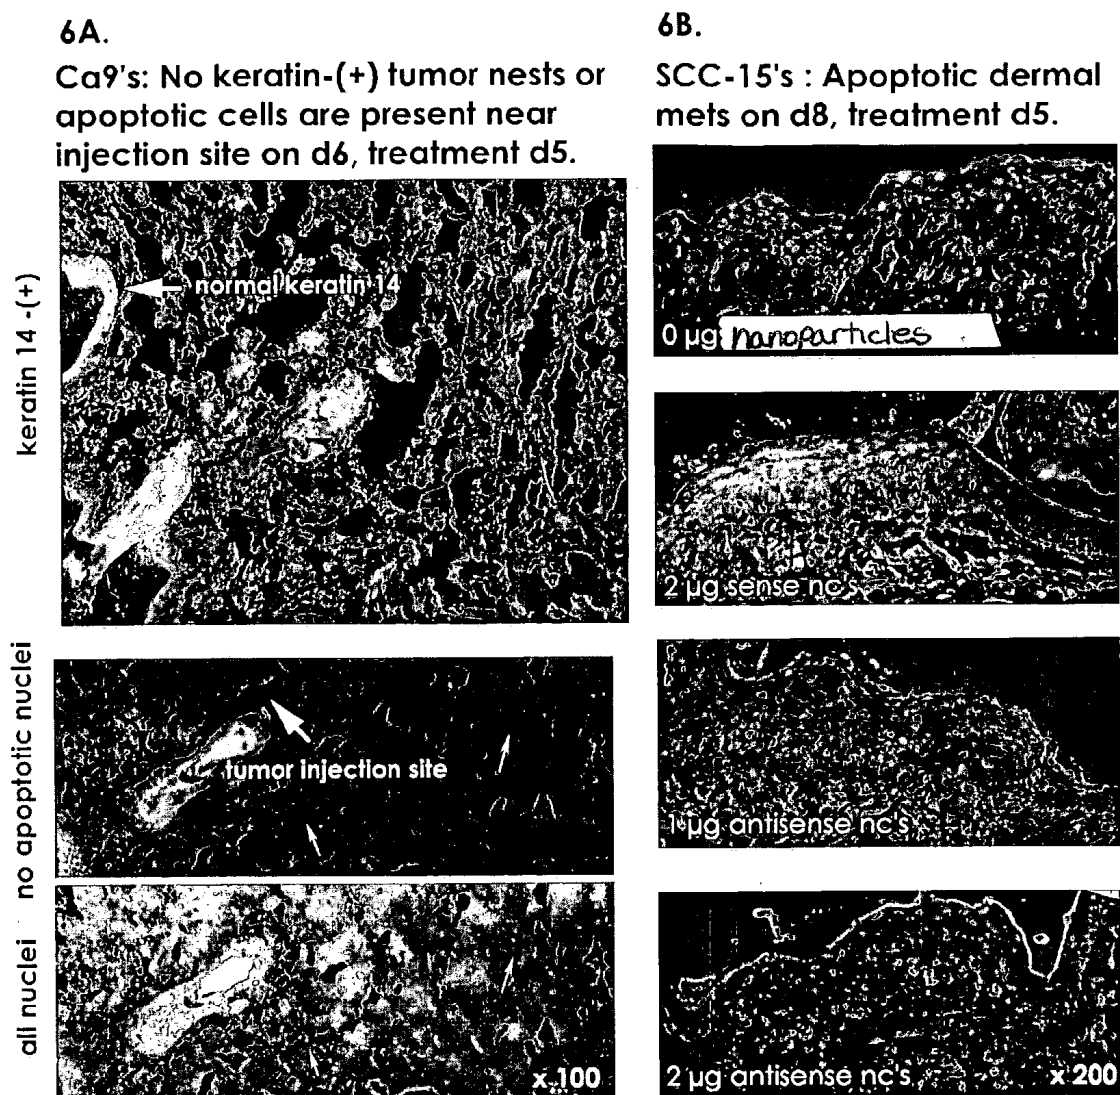 6A.
Ca9's: No keratin-(+) tumor nests or
apoptotic cells are present near
injection site on d6, treatment d5.
keratin 14 -(+)
normal keratin 14
no apoptotic nuclei
tumor injection site
all nuclei
x 100
6B.
SCC-15's : Apoptotic dermal
mets on d8, treatment d5.
0 µg nanoparticles
2 µg sense nc's
1 µg antisense nc's
2 µg antisense nc's
x 200